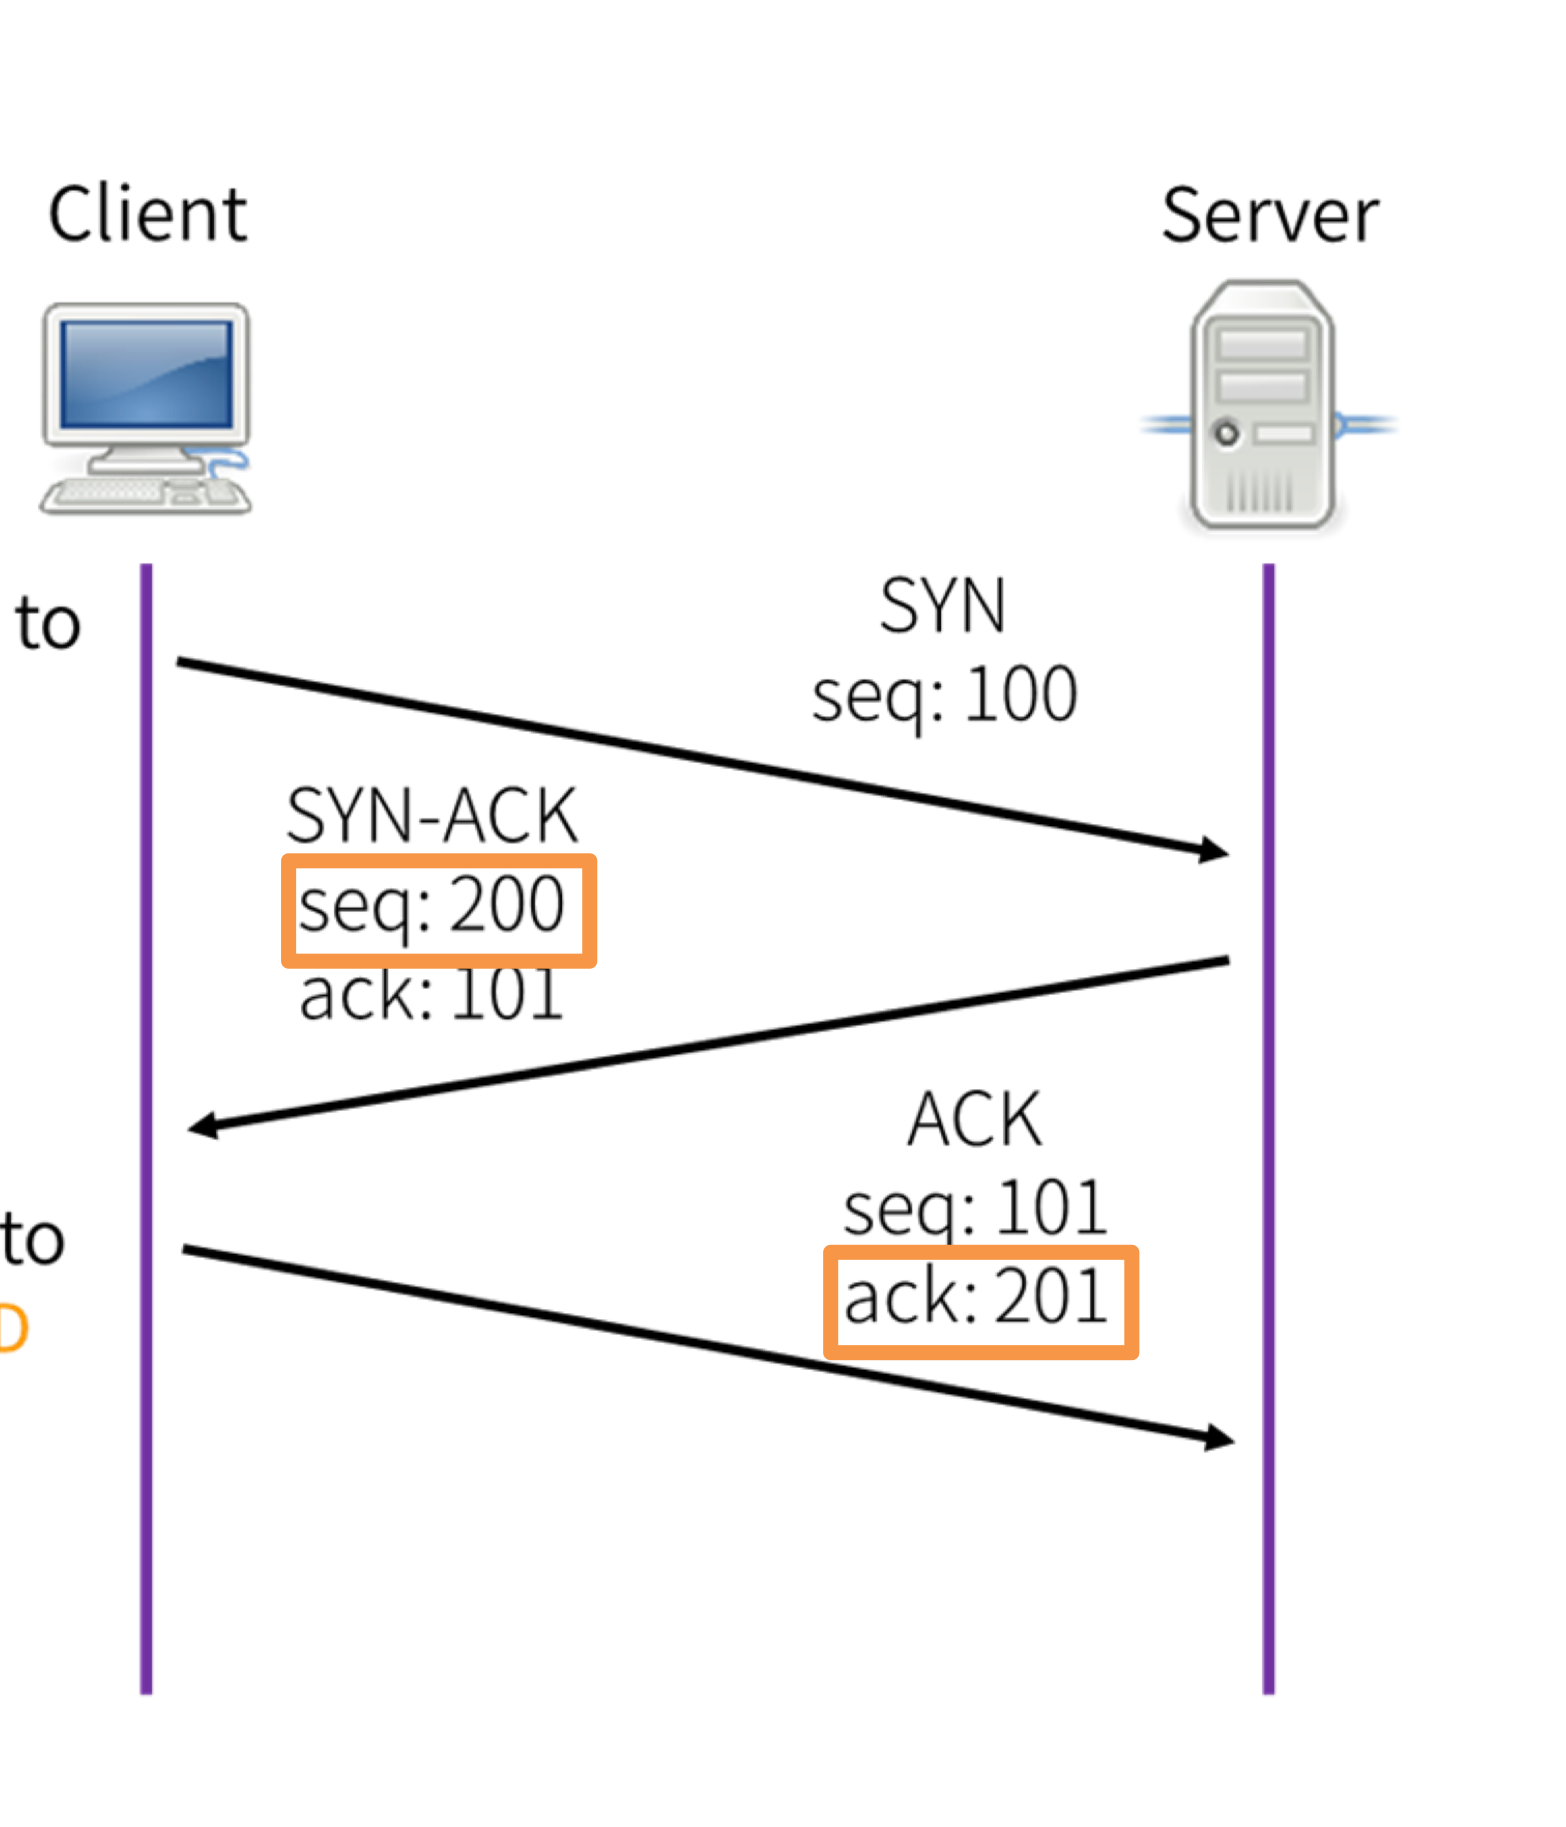 Client
Server
to
SYN
seq: 100
SYN-ACK
seq: 200
ack: 101
ACK
seq: 101
to
ack: 201
D